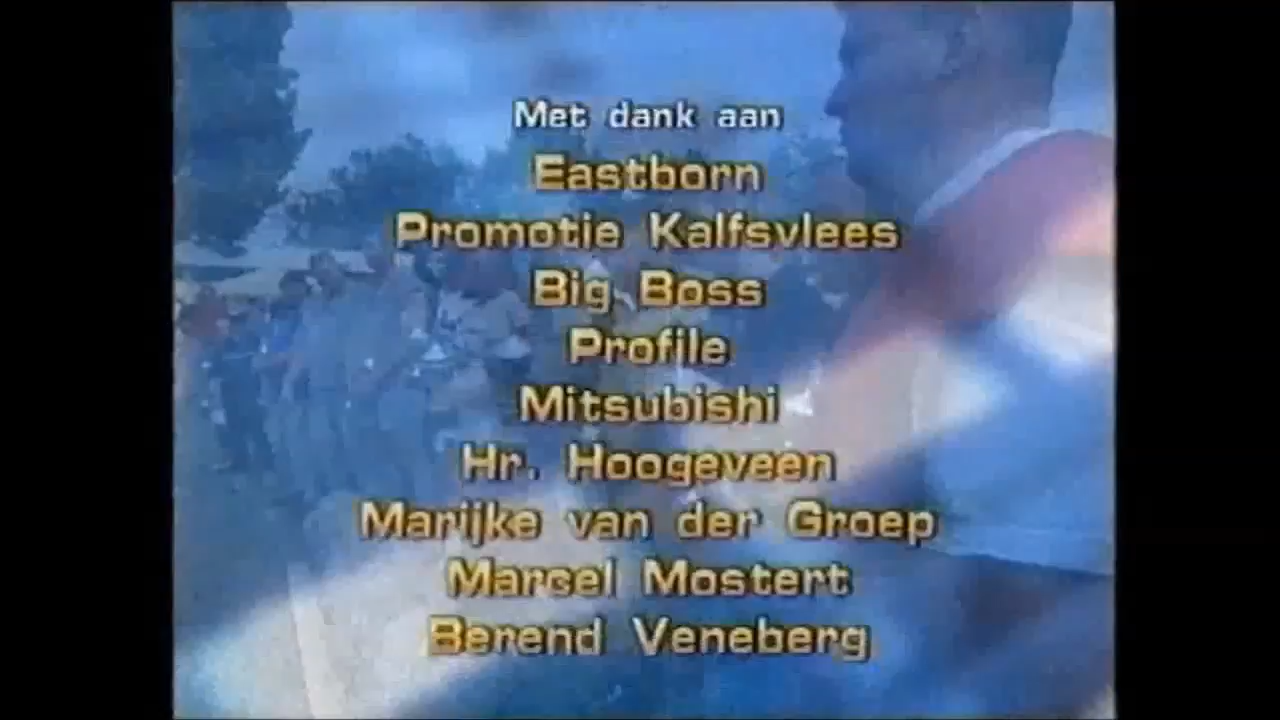 Met dank aan
Eastborn
Promotie Kalfsvlees
Big Boss
Profile
Mitsubishi
Hr. Hoogeveen
Marijke van der Groep
Marcel Mostert
Berend Veneberg